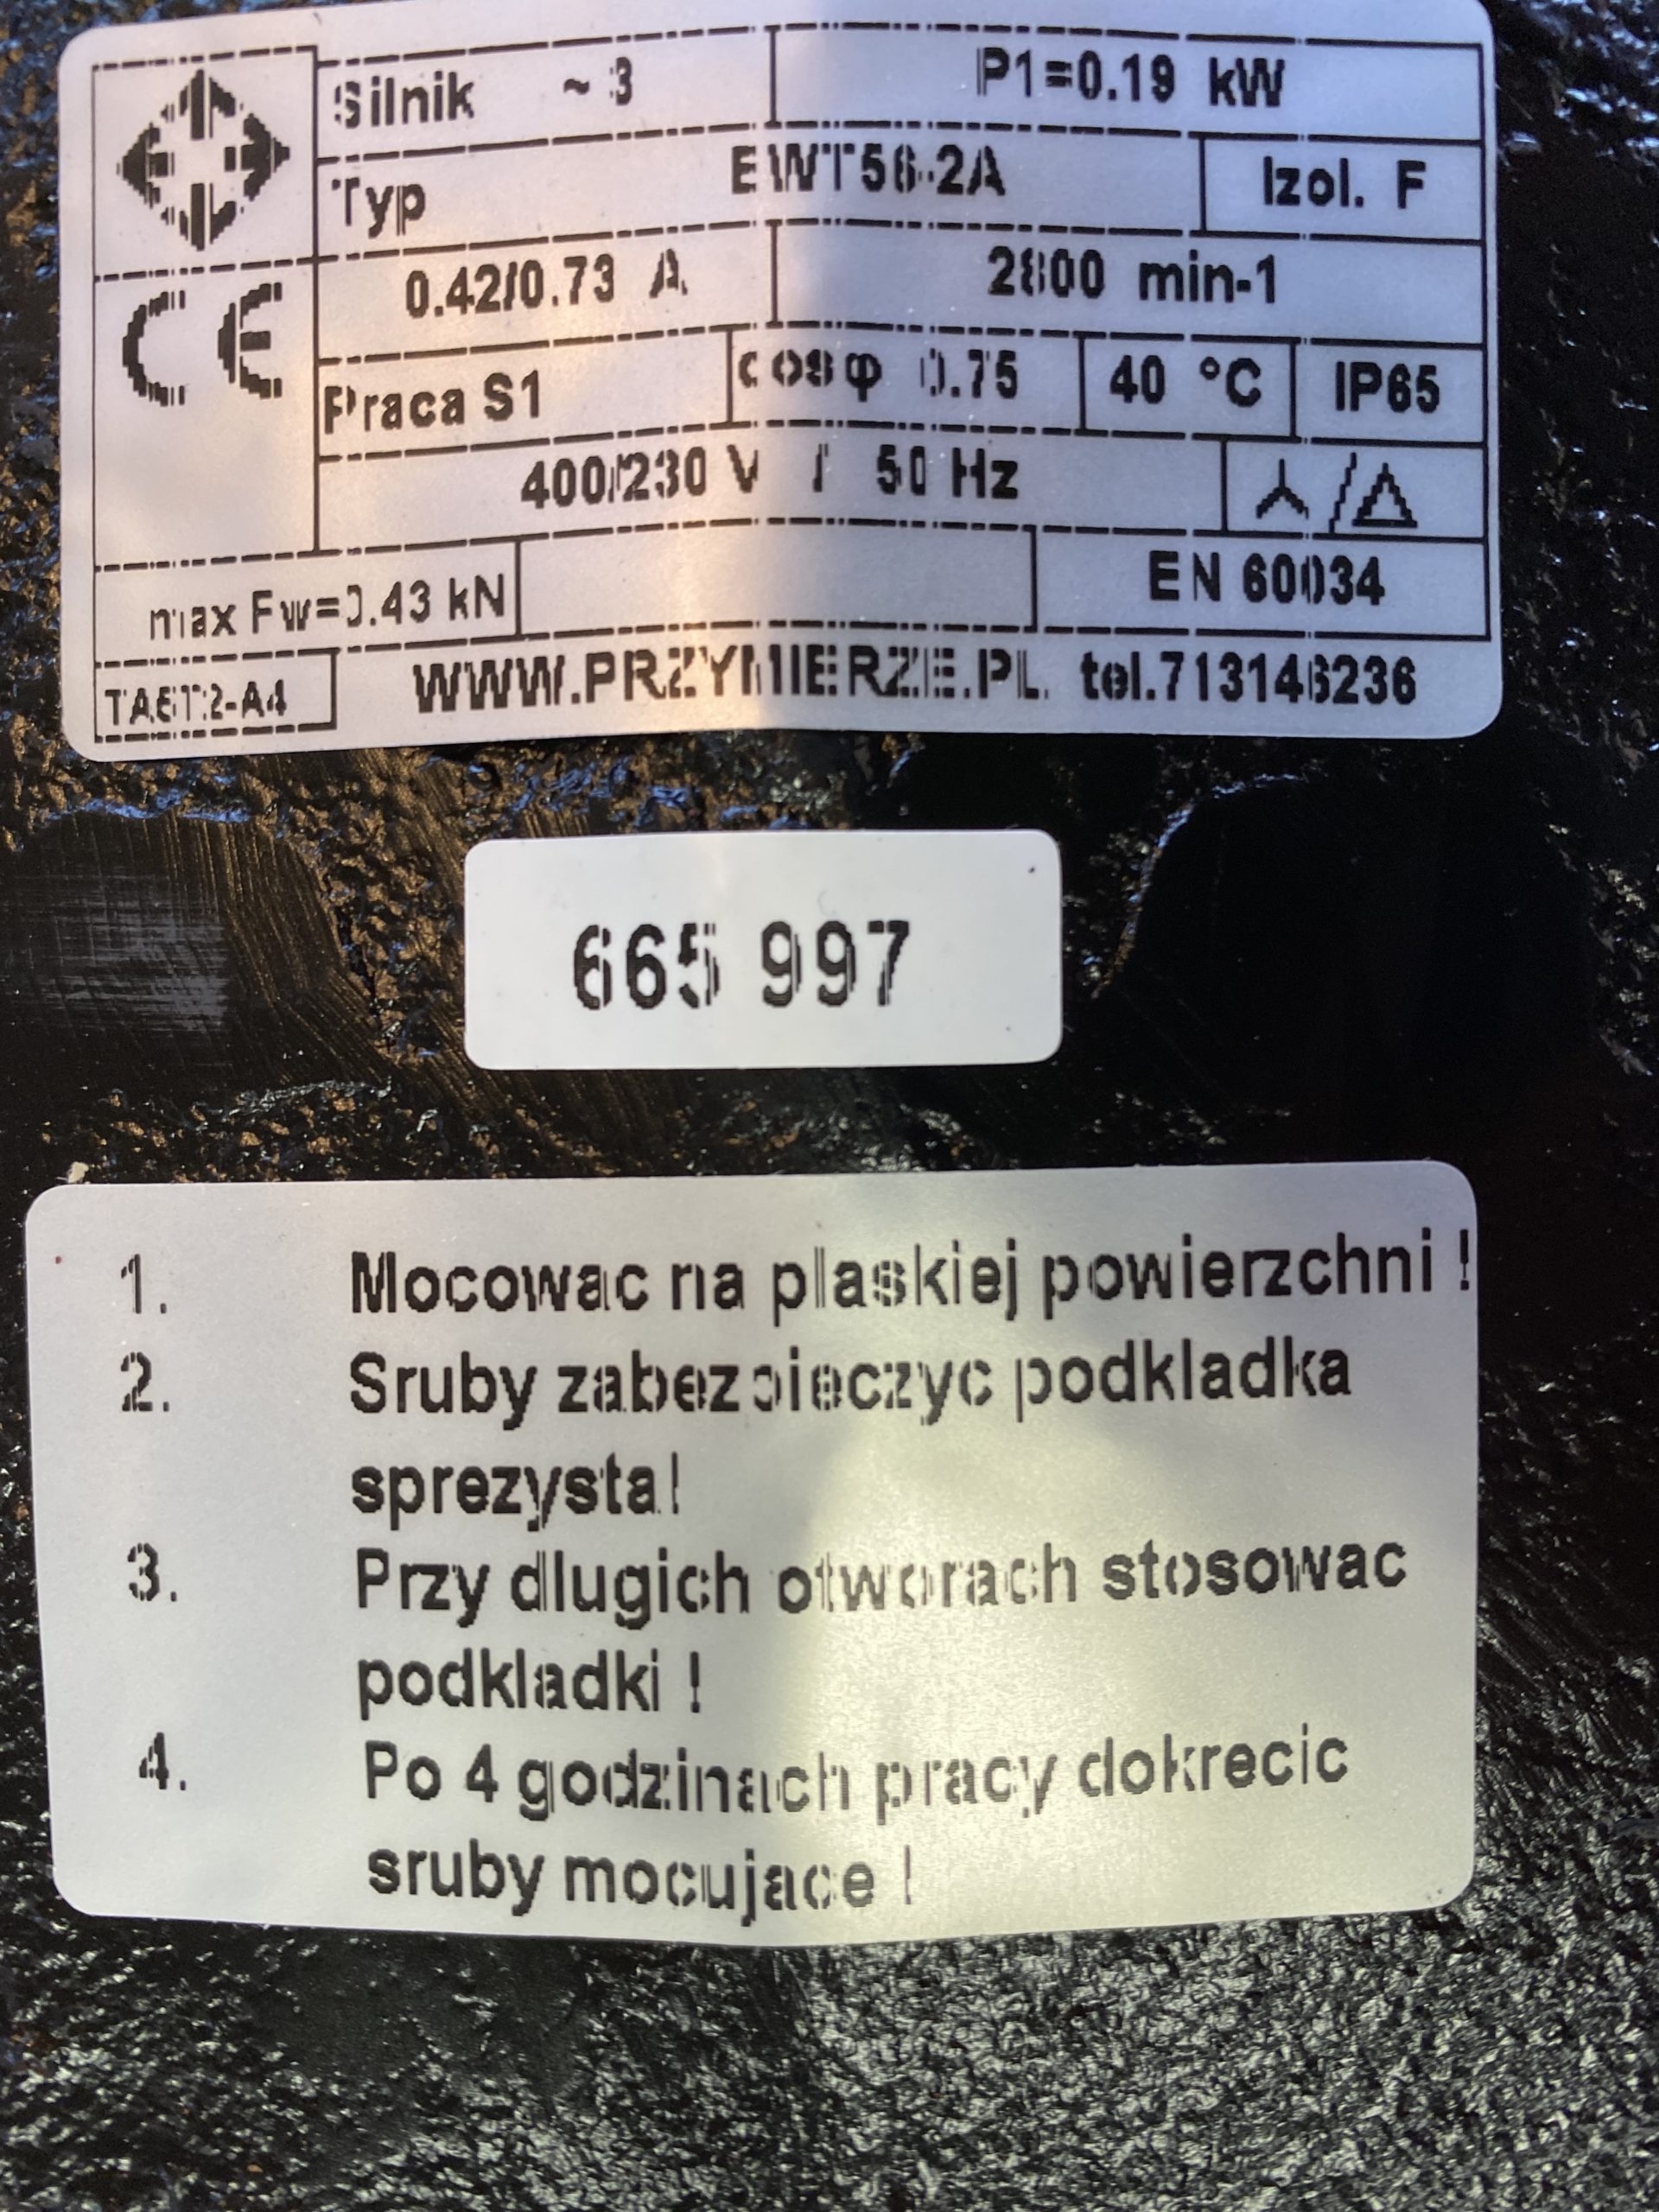 Silnik ~ 3 P1=0.19 kW
Typ EWT56-2A Izol. F
CE 0.42/0.73 A 2800 min-1
Praca S1 cos φ 0.75 40 °C IP65
400/230 V / 50 Hz
max Fw=0.43 kN EN 60034
WWW.PRZYMIERZE.PL tel.713146236
665 997
1. Mocowac na plaskiej powierzchni !
2. Sruby zabezpieczyc podkladka
sprezysta!
3. Przy dlugich otworach stosowac
podkladki !
4. Po 4 godzinach pracy dokrecic
sruby mocujace !